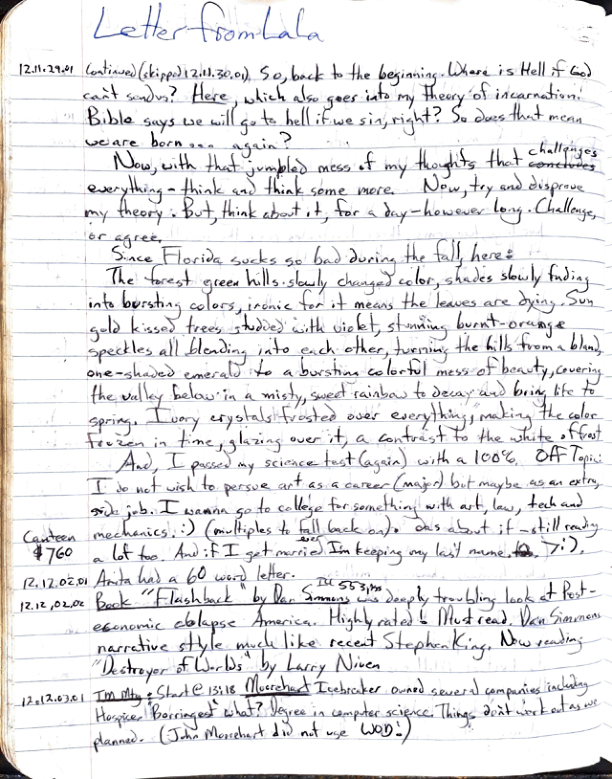 Letter from Lala
12.11.29.01 Continued (skipped 12.11.30.01). So, back to the beginning. Where is Hell if God
can't send us? Here, which also goes into my theory of incarnation.
Bible says we will go to hell if we sin, right? So does that mean
we are born ... again?
Now, with that jumbled mess of my thoughts that concludes challenges
everything - think and think some more. Now, try and disprove
my theory. But, think about it, for a day - however long. Challenge,
or agree.
Since Florida sucks so bad during the fall, here:
The forest green hills slowly changed color, shades slowly fading
into bursting colors, ironic for it means the leaves are dying. Sun
gold kissed trees studded with violet, stunning burnt-orange
speckles all blending into each other, turning the hills from a bland,
one-shaded emerald to a bursting colorful mess of beauty, covering
the valley below in a misty, sweet rainbow to decay and bring life to
spring. Ivory crystals frosted over everything, making the color
frozen in time, glazing over it, a contrast to the white of frost
And, I passed my science test (again) with a 100%. Off Topic:
I do not wish to persue art as a career (major) but maybe as an extra,
side job. I wanna go to college for something with art, law, tech and
mechanics. :) (multiples to fall back on). Das about it - still reading
Canteen
$760
a lot too. And if I ever get married I'm keeping my last name. >:).
12.12.02.01 Anita had a 60 word letter.
12.12.02.02 Book "Flashback" by Dan Simmons 553 was deeply troubling look at Post-
economic colapse America. Highly rated! Must read. Dan Simmons
narrative style much like recent Stephen King. Now reading
"Destroyer of Worlds" by Larry Niven
12.12.03.01 Im Mtg: Start @ 13:18 Moorehart Icebraker owned several companies including
Hospice. "Borringest" what? Degree in computer science. Things don't work out as we
planned. (John Moorehart did not use WOD!)